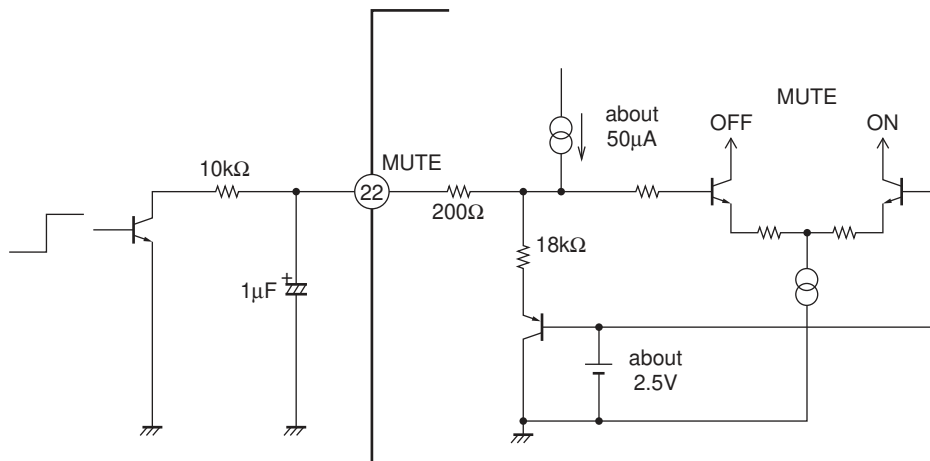 about
50μA
MUTE
OFF
ON
10kΩ
MUTE
22
200Ω
18kΩ
+
1μF
about
2.5V